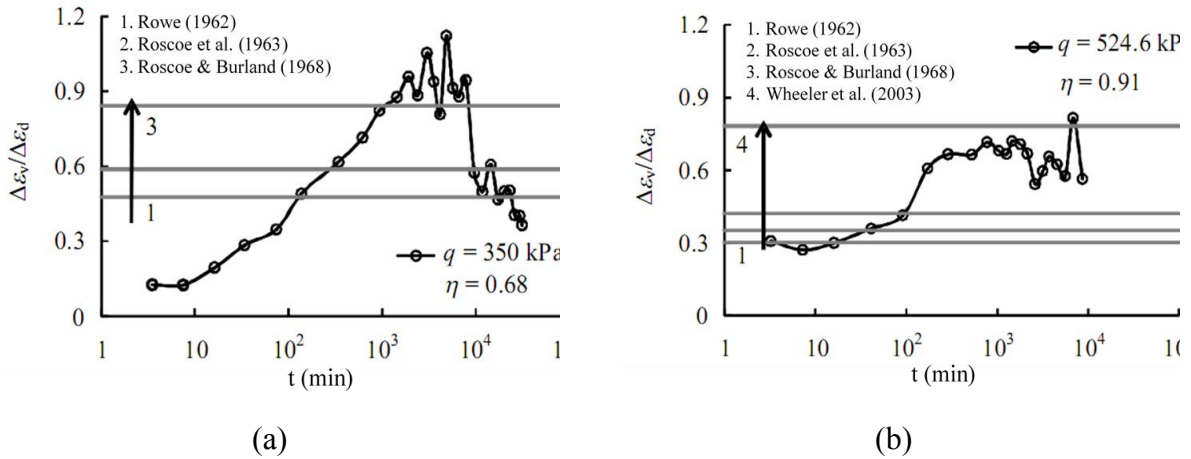 1.2
0.9
0.6
0.3
0
Δεv/Δεd
1. Rowe (1962)
2. Roscoe et al. (1963)
3. Roscoe & Burland (1968)
3
1
q = 350 kPa
η = 0.68
1 10 10² 10³ 10⁴ 1
t (min)
(a)
1.2
0.9
0.6
0.3
0
Δεv/Δεd
1. Rowe (1962)
2. Roscoe et al. (1963)
3. Roscoe & Burland (1968)
4. Wheeler et al. (2003)
4
1
q = 524.6 kP
η = 0.91
1 10 10² 10³ 10⁴ 10
t (min)
(b)